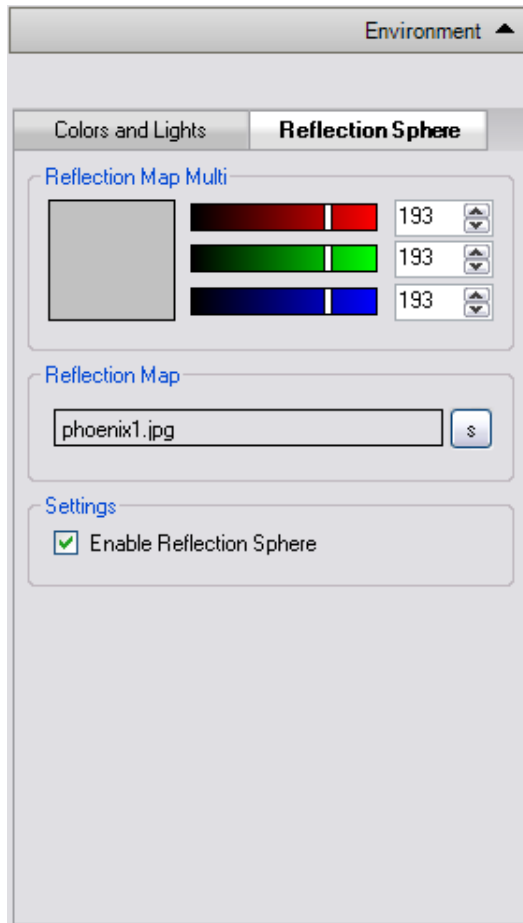 Environment
Colors and Lights Reflection Sphere
Reflection Map Multi
193
193
193
Reflection Map
phoenix1.jpg s
Settings
Enable Reflection Sphere